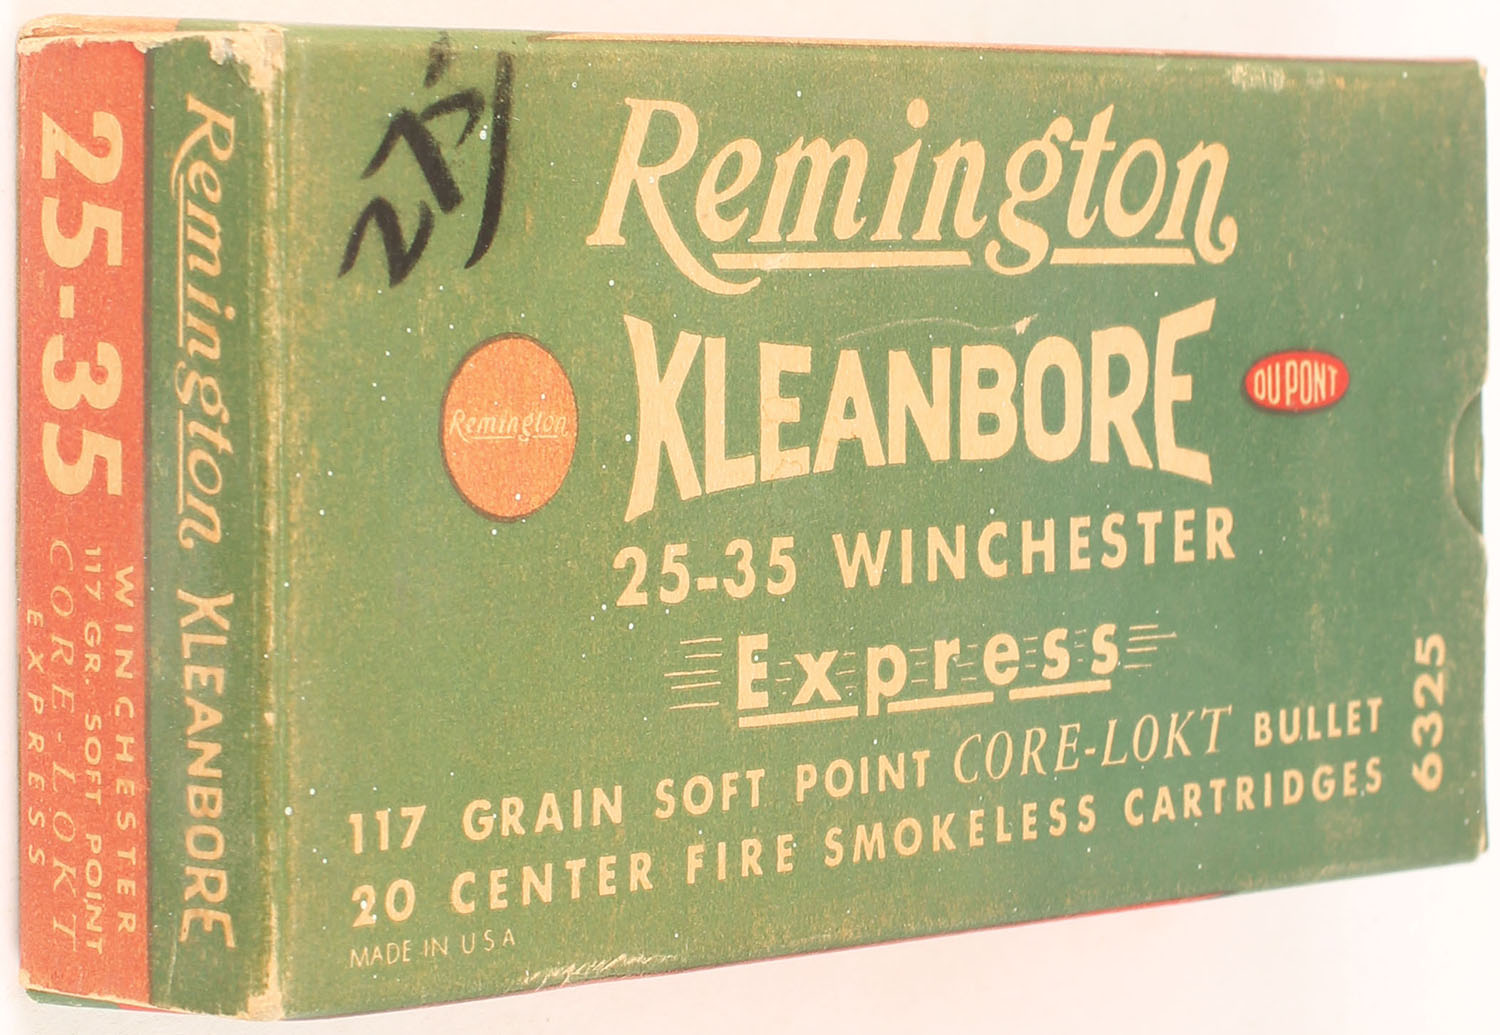 Remington
KLEANBORE
Remington
DU PONT
25-35 WINCHESTER
Express
117 GRAIN SOFT POINT CORE-LOKT BULLET
20 CENTER FIRE SMOKELESS CARTRIDGES
MADE IN U S A
6325
Remington KLEANBORE
25-35
WINCHESTER
117 GR. SOFT POINT
CORE-LOKT
EXPRESS